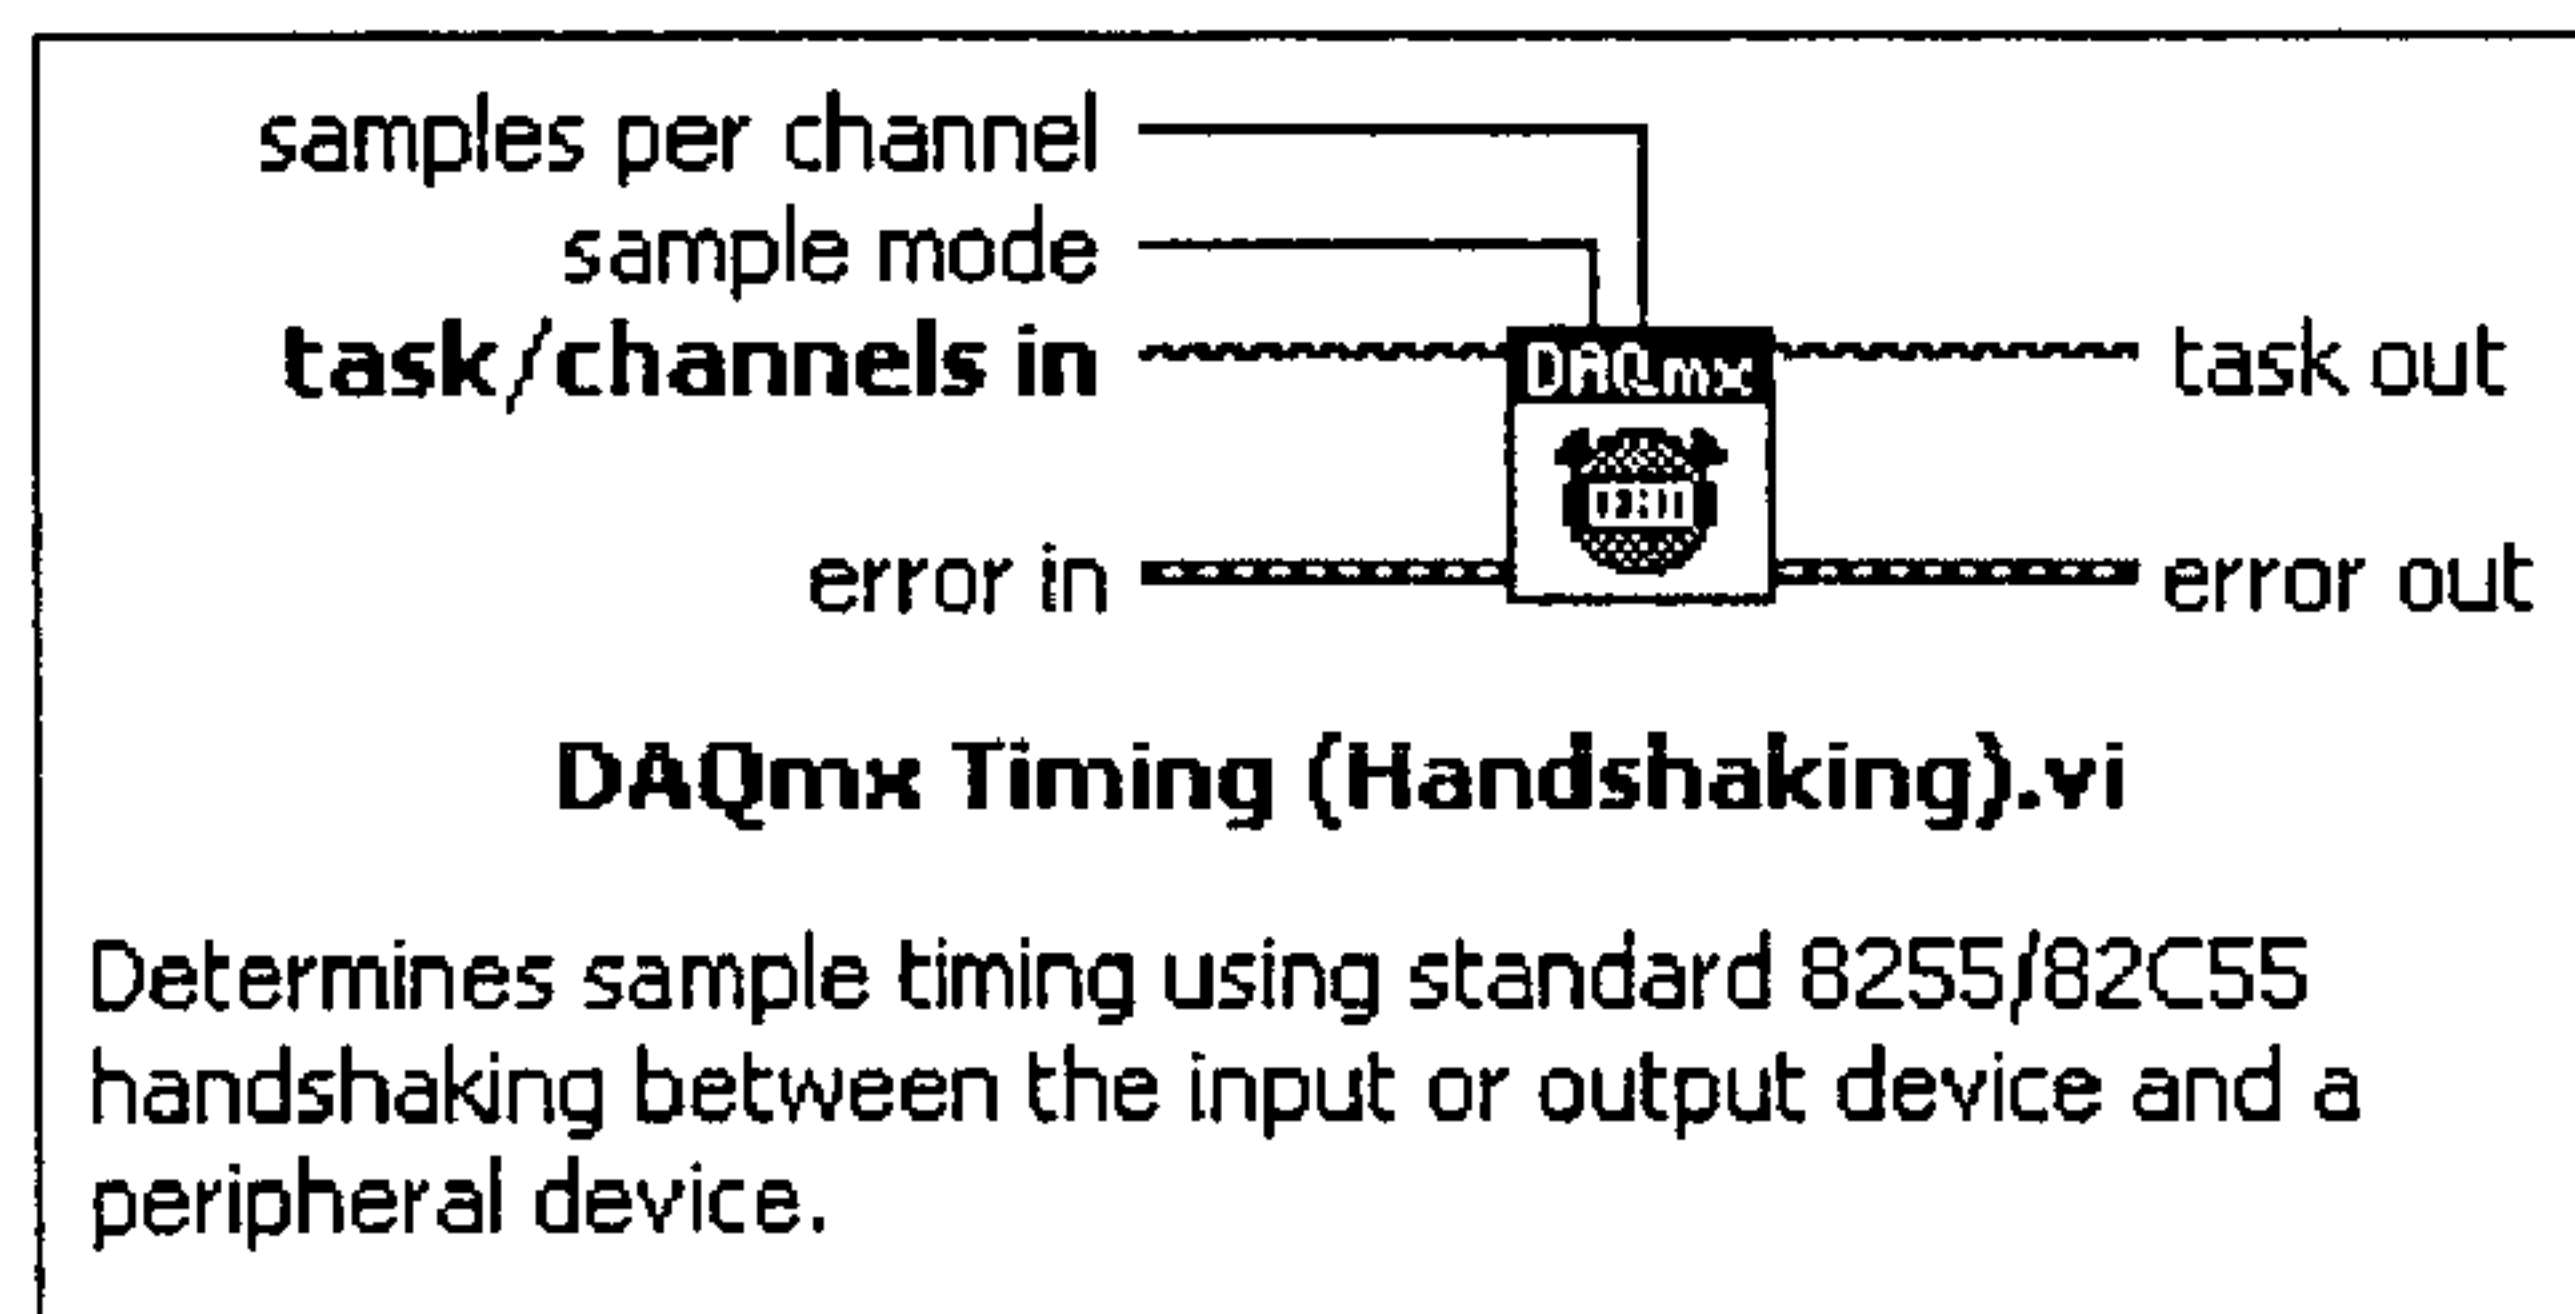 samples per channel
sample mode
task/channels in
DAQmx
task out
error in
error out
DAQmx Timing (Handshaking).vi
Determines sample timing using standard 8255/82C55
handshaking between the input or output device and a
peripheral device.